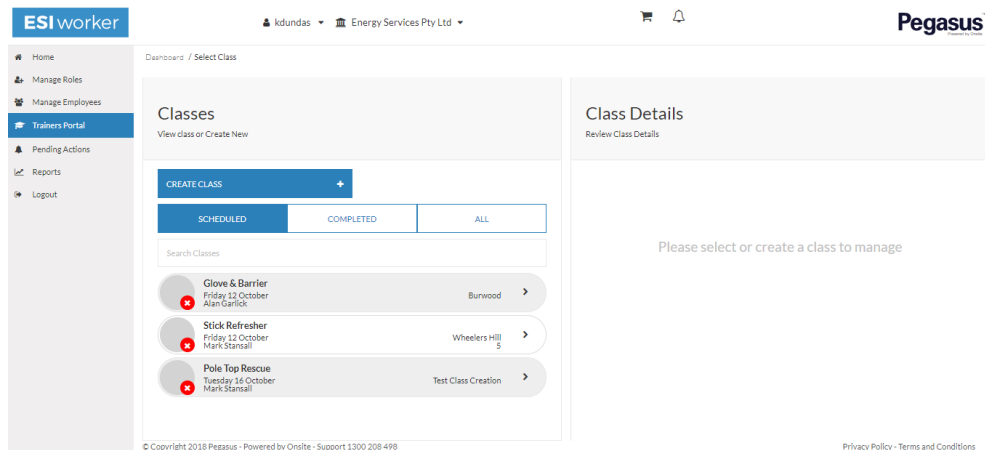 ESI worker
kdundas
Energy Services Pty Ltd
Pegasus
Powered by Onsite
Home
Manage Roles
Manage Employees
Trainers Portal
Pending Actions
Reports
Logout
Dashboard / Select Class
Classes
View class or Create New
CREATE CLASS +
SCHEDULED
COMPLETED
ALL
Search Classes
Glove & Barrier
Friday 12 October
Alan Garlick
Burwood
Stick Refresher
Friday 12 October
Mark Stansall
Wheelers Hill
5
Pole Top Rescue
Tuesday 16 October
Mark Stansall
Test Class Creation
Class Details
Review Class Details
Please select or create a class to manage
© Copyright 2018 Pegasus - Powered by Onsite - Support 1300 208 498
Privacy Policy - Terms and Conditions